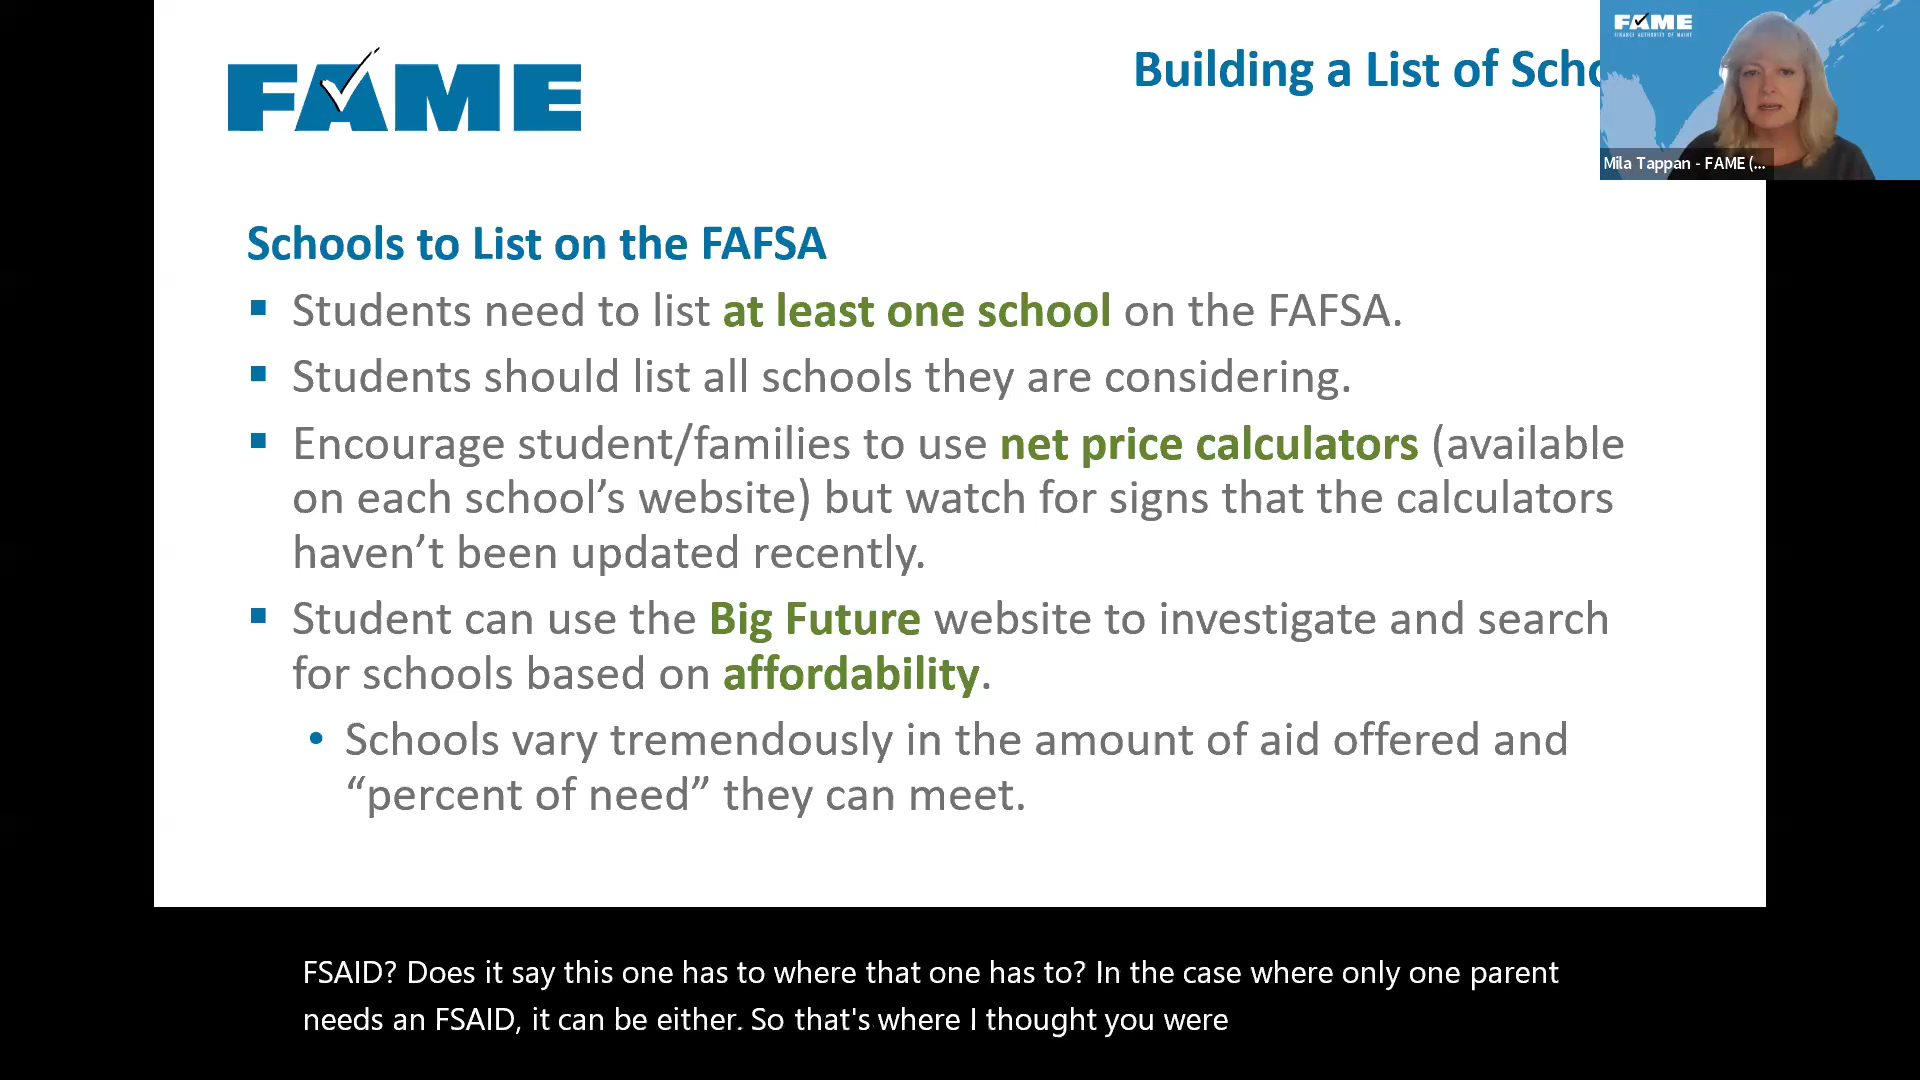 FAME
Building a List of Scho
FAME
FINANCE AUTHORITY OF MAINE
Mila Tappan - FAME (...
Schools to List on the FAFSA
▪ Students need to list at least one school on the FAFSA.
▪ Students should list all schools they are considering.
▪ Encourage student/families to use net price calculators (available
on each school’s website) but watch for signs that the calculators
haven’t been updated recently.
▪ Student can use the Big Future website to investigate and search
for schools based on affordability.
• Schools vary tremendously in the amount of aid offered and
“percent of need” they can meet.
FSAID? Does it say this one has to where that one has to? In the case where only one parent
needs an FSAID, it can be either. So that's where I thought you were